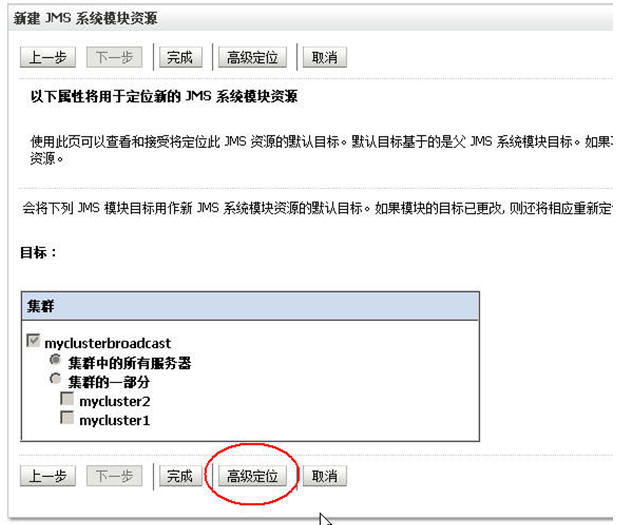 新建 JMS 系统模块资源
上一步 下一步 完成 高级定位 取消
以下属性将用于定位新的 JMS 系统模块资源
使用此页可以查看和接受将定位此 JMS 资源的默认目标。默认目标基于的是父 JMS 系统模块目标。如果
资源。
会将下列 JMS 模块目标用作新 JMS 系统模块资源的默认目标。如果模块的目标已更改, 则还将相应重新定
目标：
集群
myclusterbroadcast
集群中的所有服务器
集群的一部分
mycluster2
mycluster1
上一步 下一步 完成 高级定位 取消